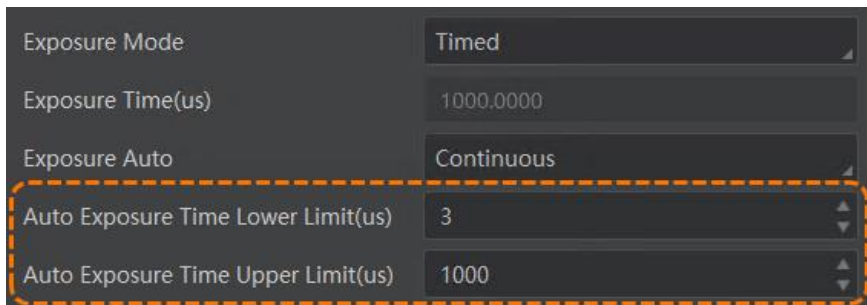 Exposure Mode Timed
Exposure Time(us) 1000.0000
Exposure Auto Continuous
Auto Exposure Time Lower Limit(us) 3
Auto Exposure Time Upper Limit(us) 1000